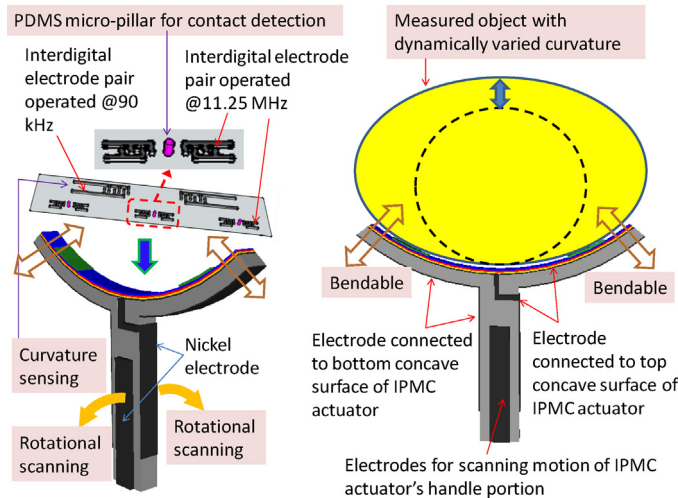 PDMS micro-pillar for contact detection
Interdigital
electrode pair
operated @90
kHz
Interdigital electrode
pair operated
@11.25 MHz
Curvature
sensing
Nickel
electrode
Rotational
scanning
Rotational
scanning
Measured object with
dynamically varied curvature
Bendable
Bendable
Electrode connected
to bottom concave
surface of IPMC
actuator
Electrode
connected to top
concave surface of
IPMC actuator
Electrodes for scanning motion of IPMC
actuator's handle portion